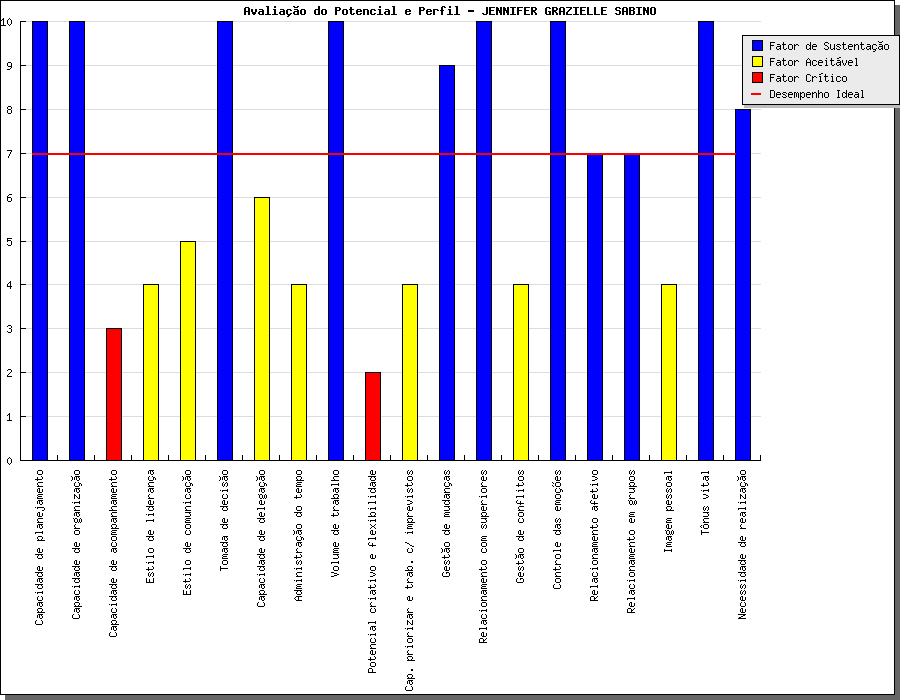 Avaliação do Potencial e Perfil - JENNIFER GRAZIELLE SABINO
Fator de Sustentação
Fator Aceitável
Fator Crítico
Desempenho Ideal
10
9
8
7
6
5
4
3
2
1
0
Capacidade de planejamento
Capacidade de organização
Capacidade de acompanhamento
Estilo de liderança
Estilo de comunicação
Tomada de decisão
Capacidade de delegação
Administração do tempo
Volume de trabalho
Potencial criativo e flexibilidade
Cap. priorizar e trab. c/ imprevistos
Gestão de mudanças
Relacionamento com superiores
Gestão de conflitos
Controle das emoções
Relacionamento afetivo
Relacionamento em grupos
Imagem pessoal
Tônus vital
Necessidade de realização